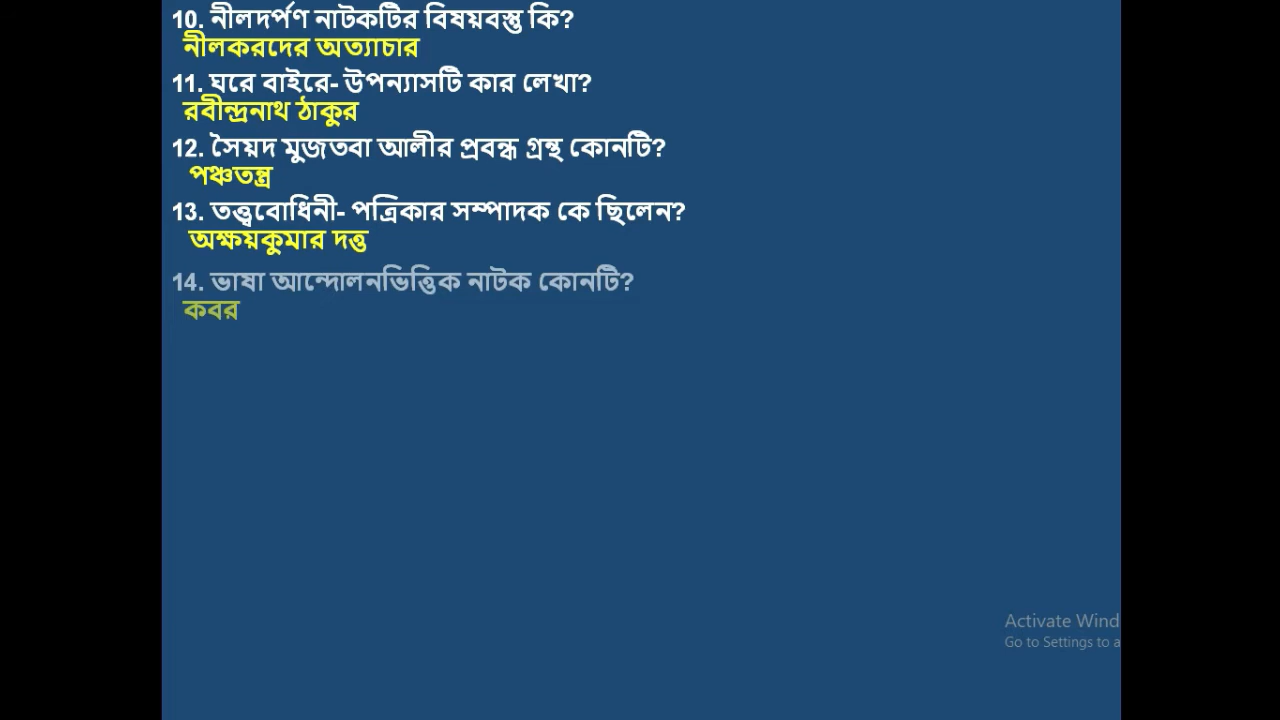 10. নীলদর্পণ নাটকটির বিষয়বস্তু কি?
নীলকরদের অত্যাচার
11. ঘরে বাইরে- উপন্যাসটি কার লেখা?
রবীন্দ্রনাথ ঠাকুর
12. সৈয়দ মুজতবা আলীর প্রবন্ধ গ্রন্থ কোনটি?
পঞ্চতন্ত্র
13. তত্ত্ববোধিনী- পত্রিকার সম্পাদক কে ছিলেন?
অক্ষয়কুমার দত্ত
14. ভাষা আন্দোলনভিত্তিক নাটক কোনটি?
কবর
Activate Wind
Go to Settings to a